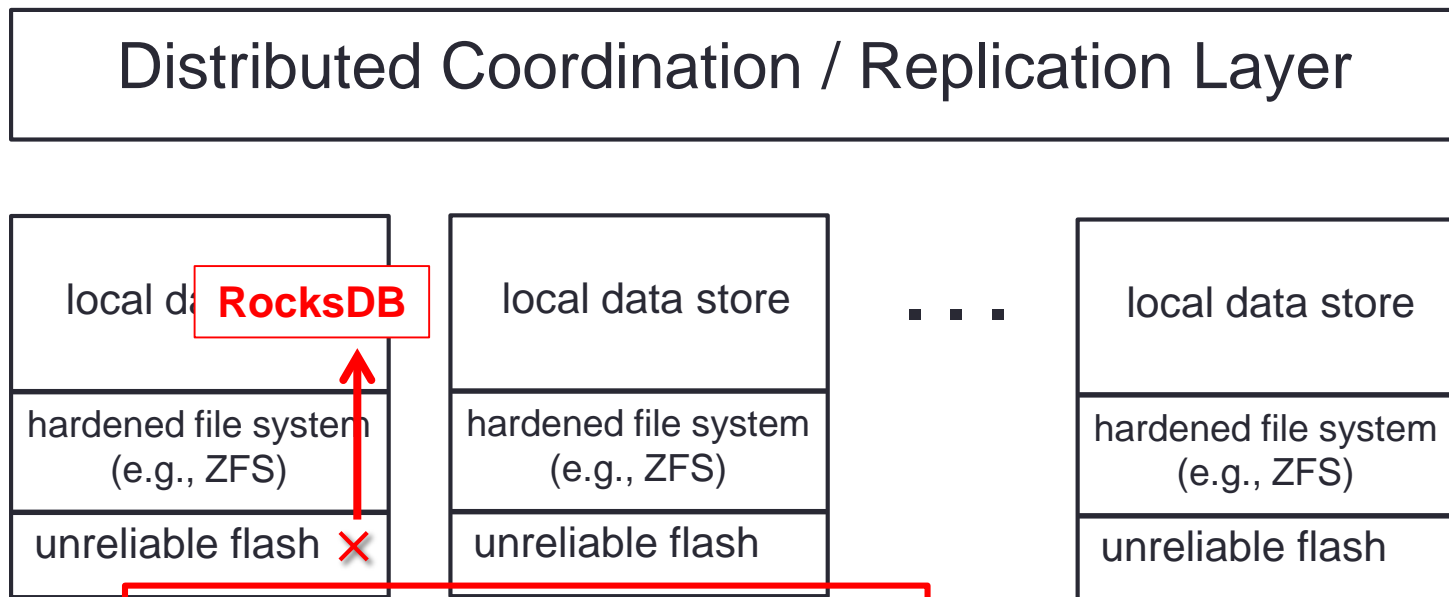 Distributed Coordination / Replication Layer
local da RocksDB
local data store
. . .
local data store
hardened file system
(e.g., ZFS)
hardened file system
(e.g., ZFS)
hardened file system
(e.g., ZFS)
unreliable flash ×
unreliable flash
unreliable flash